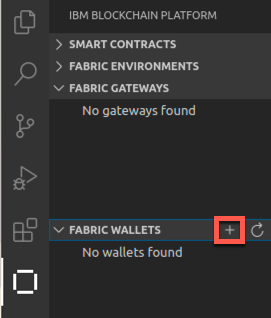 IBM BLOCKCHAIN PLATFORM
SMART CONTRACTS
FABRIC ENVIRONMENTS
FABRIC GATEWAYS
No gateways found
FABRIC WALLETS
No wallets found